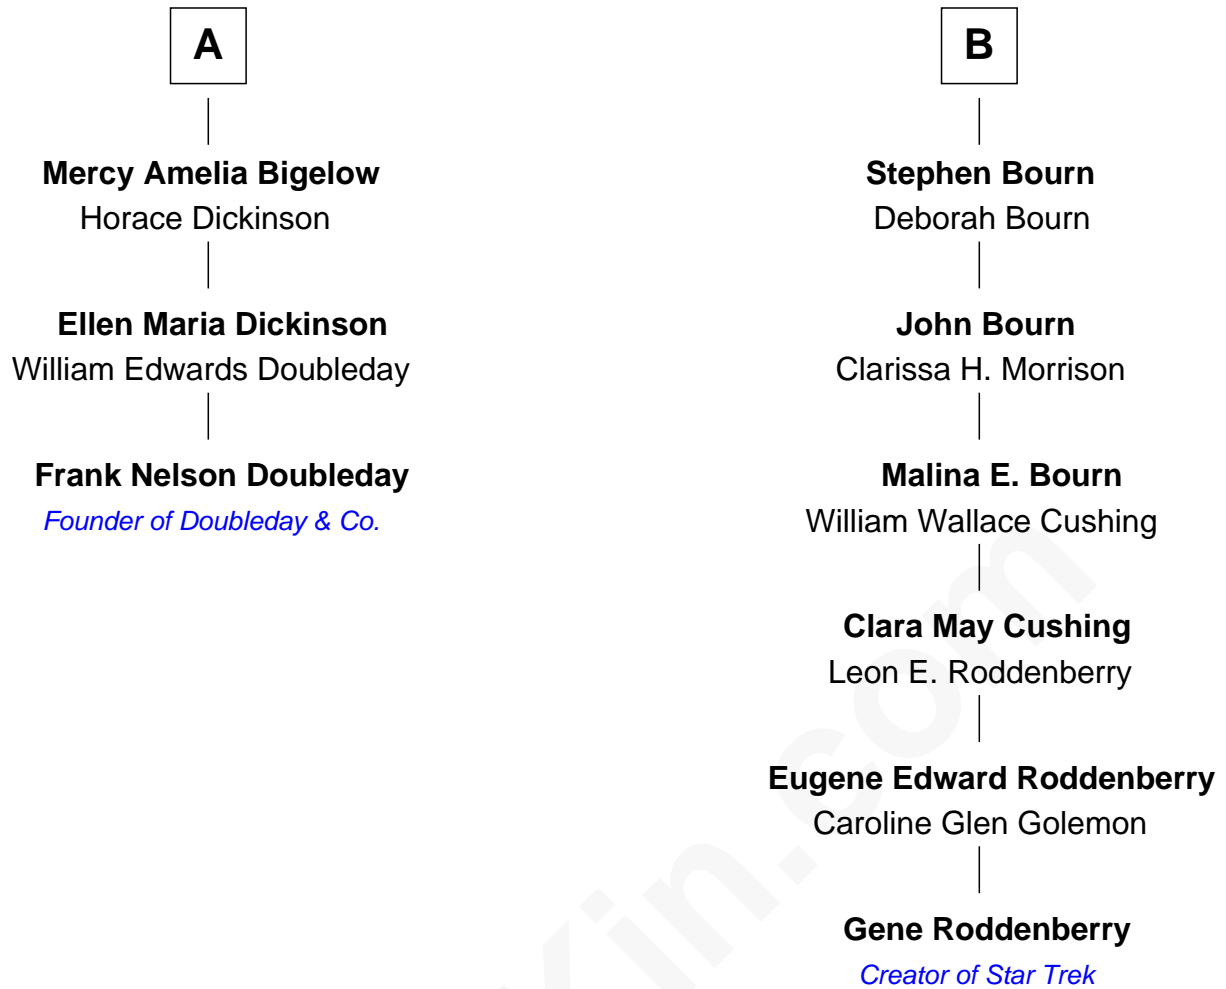 A
Mercy Amelia Bigelow
Horace Dickinson
Ellen Maria Dickinson
William Edwards Doubleday
Frank Nelson Doubleday
Founder of Doubleday & Co.
B
Stephen Bourn
Deborah Bourn
John Bourn
Clarissa H. Morrison
Malina E. Bourn
William Wallace Cushing
Clara May Cushing
Leon E. Roddenberry
Eugene Edward Roddenberry
Caroline Glen Golemon
Gene Roddenberry
Creator of Star Trek
Kin.com